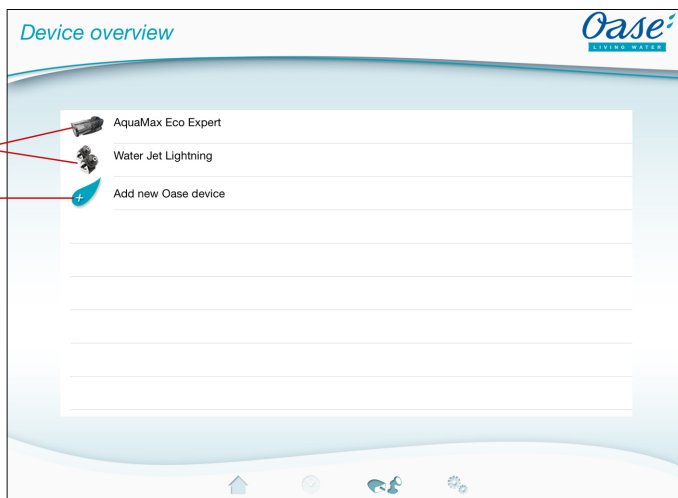 Device overview
Oase
LIVING WATER
AquaMax Eco Expert
Water Jet Lightning
+
Add new Oase device